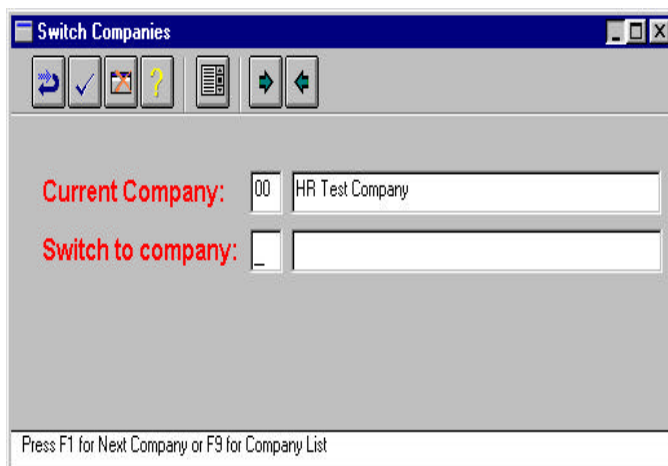 Switch Companies
?
Current Company: 00 HR Test Company
Switch to company: _
Press F1 for Next Company or F9 for Company List